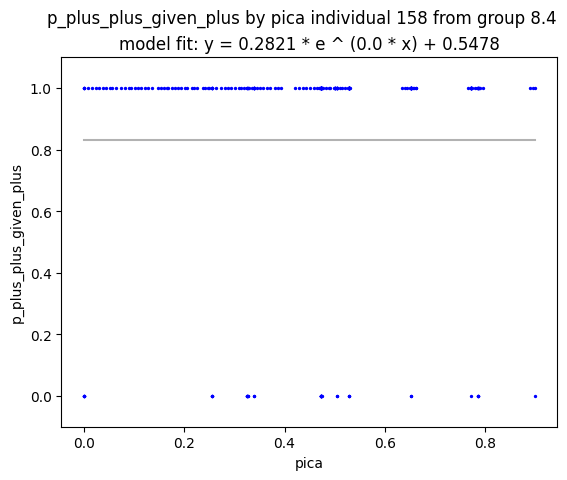 p_plus_plus_given_plus by pica individual 158 from group 8.4
model fit: y = 0.2821 * e ^ (0.0 * x) + 0.5478
1.0
0.8
0.6
0.4
0.2
0.0
p_plus_plus_given_plus
0.0 0.2 0.4 0.6 0.8
pica